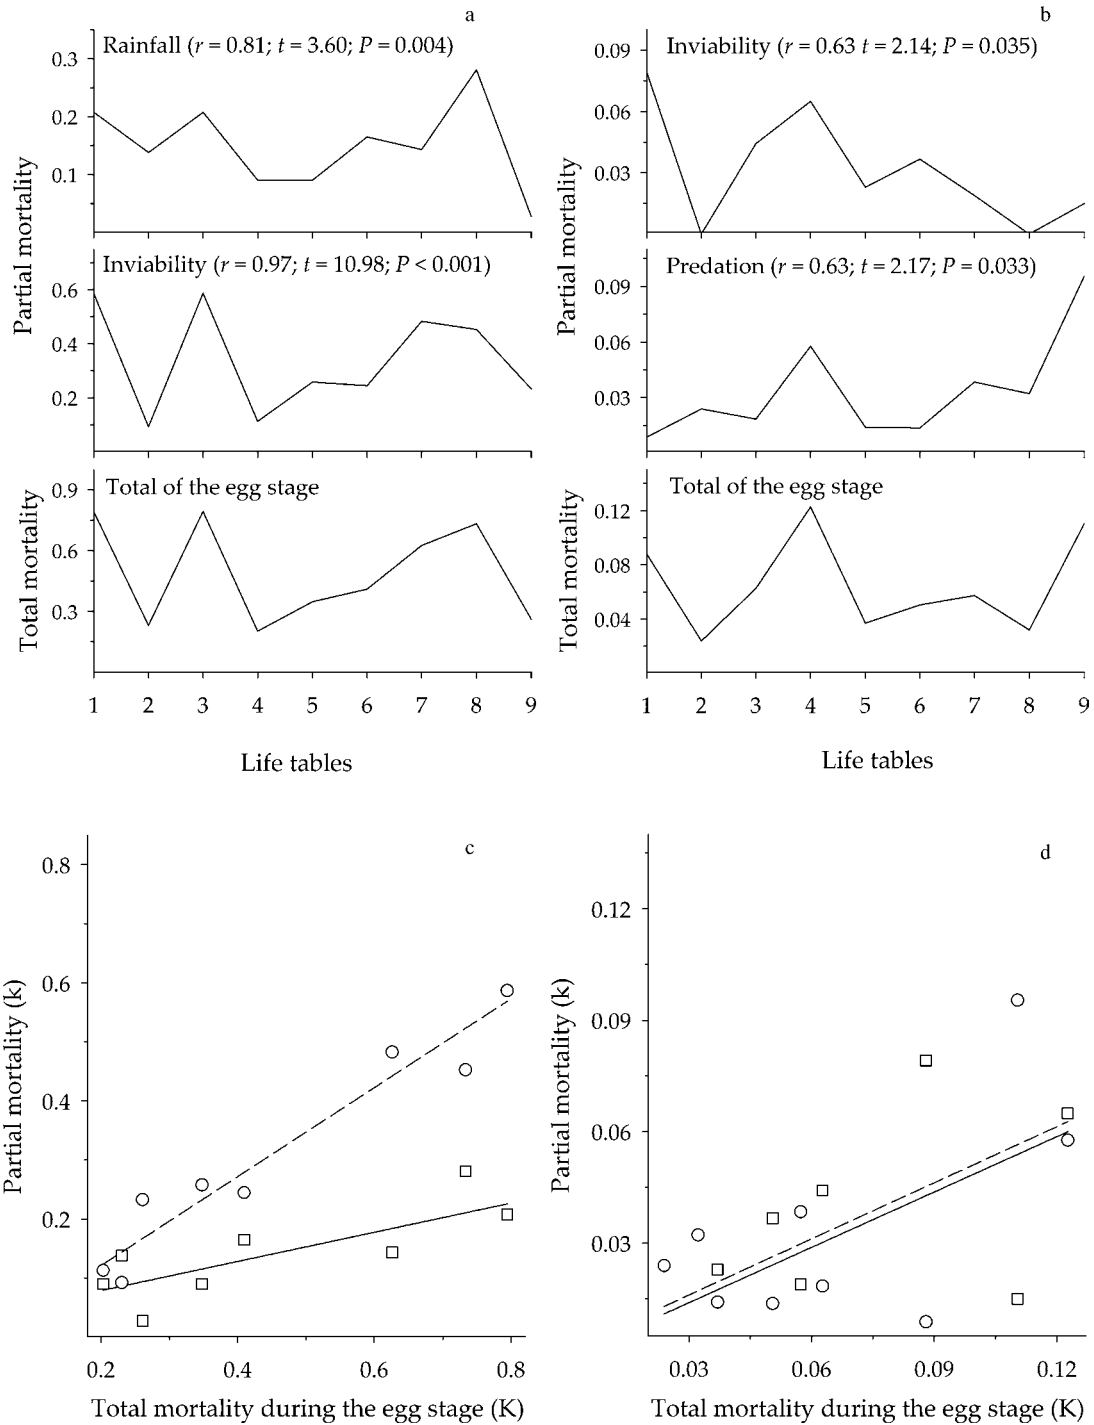 a
Rainfall (r = 0.81; t = 3.60; P = 0.004)
0.3
0.2
0.1
Partial mortality
Inviability (r = 0.97; t = 10.98; P < 0.001)
0.6
0.4
0.2
Total of the egg stage
0.9
0.6
0.3
Total mortality
1 2 3 4 5 6 7 8 9
Life tables
b
Inviability (r = 0.63 t = 2.14; P = 0.035)
0.09
0.06
0.03
Partial mortality
Predation (r = 0.63; t = 2.17; P = 0.033)
0.09
0.06
0.03
Total of the egg stage
0.12
0.08
0.04
Total mortality
1 2 3 4 5 6 7 8 9
Life tables
c
0.8
0.6
0.4
0.2
Partial mortality (k)
0.2 0.4 0.6 0.8
Total mortality during the egg stage (K)
d
0.12
0.09
0.06
0.03
Partial mortality (k)
0.03 0.06 0.09 0.12
Total mortality during the egg stage (K)